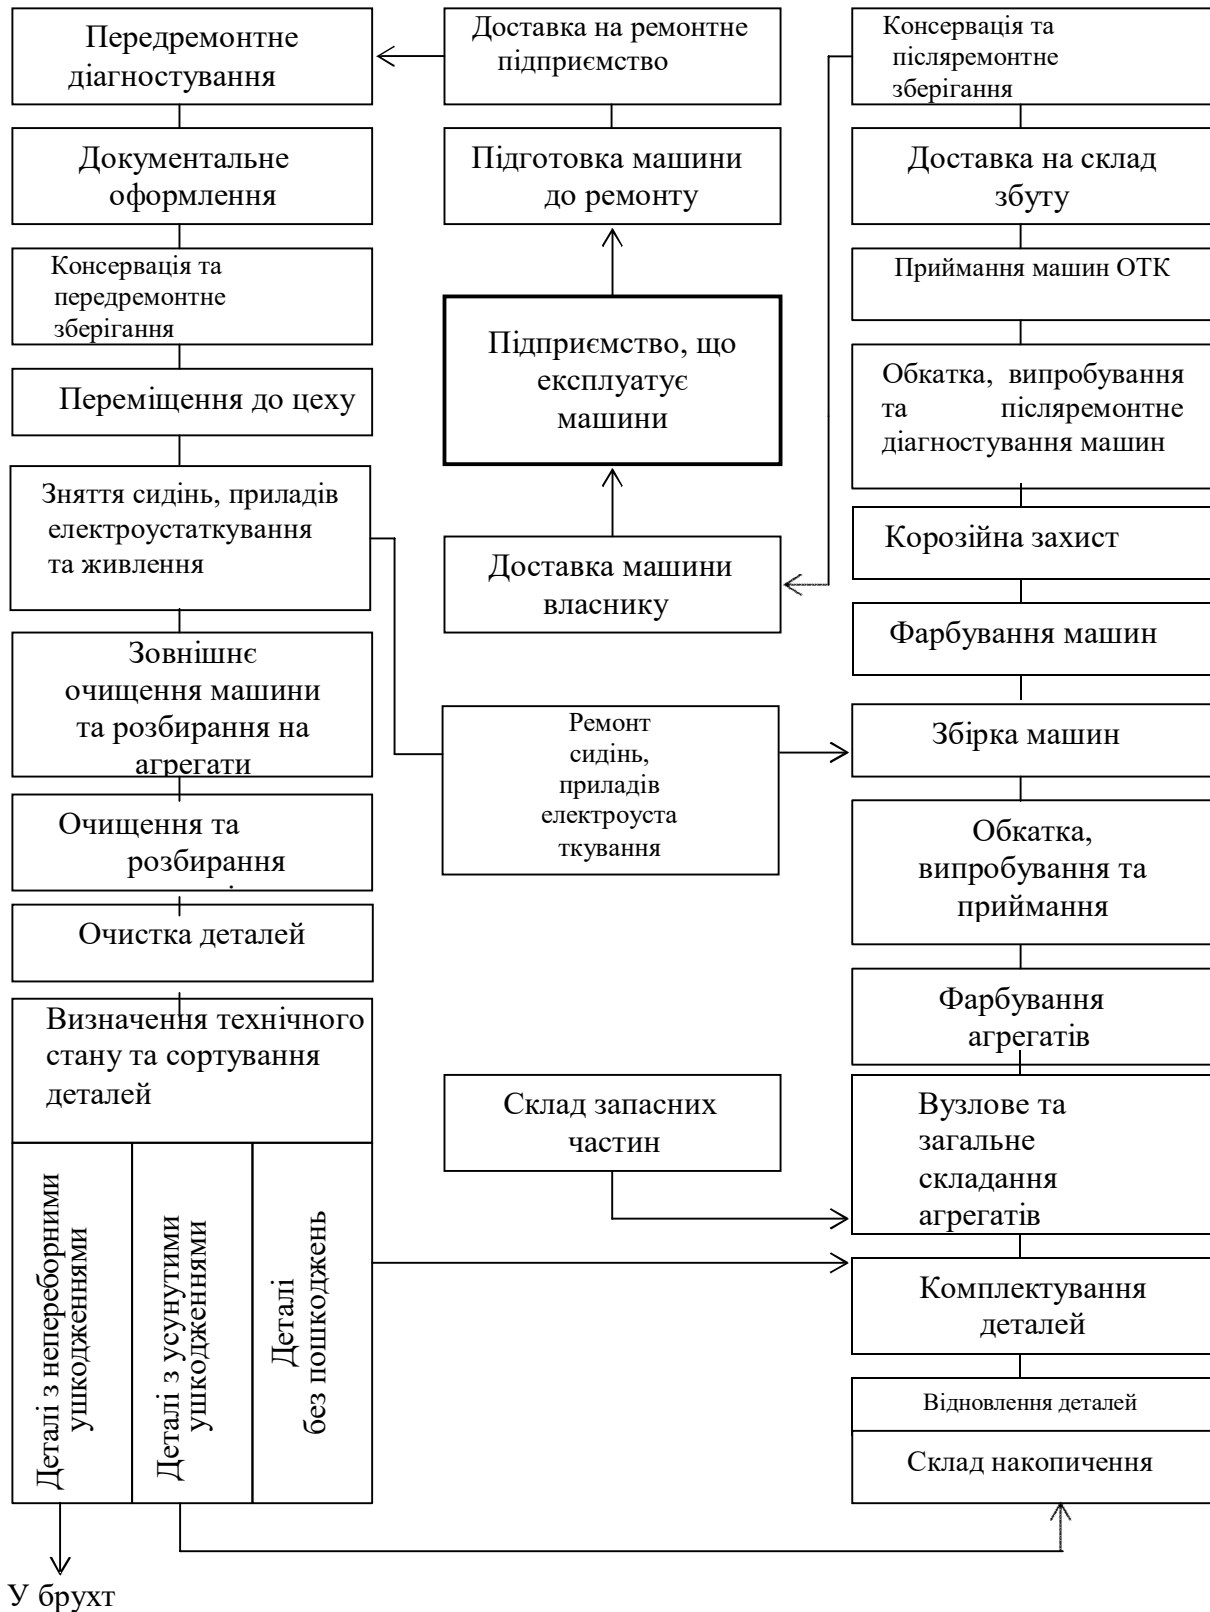 Передремонтне
діагностування
Документальне
оформлення
Консервація та
передремонтне
зберігання
Переміщення до цеху
Зняття сидінь, приладів
електроустаткування
та живлення
Зовнішнє
очищення машини
та розбирання на
агрегати
Очищення та
розбирання
Очистка деталей
Визначення технічного
стану та сортування
деталей
Деталі з непереборними
ушкодженнями
Деталі з усунутими
ушкодженнями
Деталі
без пошкоджень
У брухт
Доставка на ремонтне
підприємство
Підготовка машини
до ремонту
Підприємство, що
експлуатує
машини
Доставка машини
власнику
Ремонт
сидінь,
приладів
електроуста
ткування
Склад запасних
частин
Консервація та
післяремонтне
зберігання
Доставка на склад
збуту
Приймання машин ОТК
Обкатка, випробування
та післяремонтне
діагностування машин
Корозійна захист
Фарбування машин
Збірка машин
Обкатка,
випробування та
приймання
Фарбування
агрегатів
Вузлове та
загальне
складання
агрегатів
Комплектування
деталей
Відновлення деталей
Склад накопичення